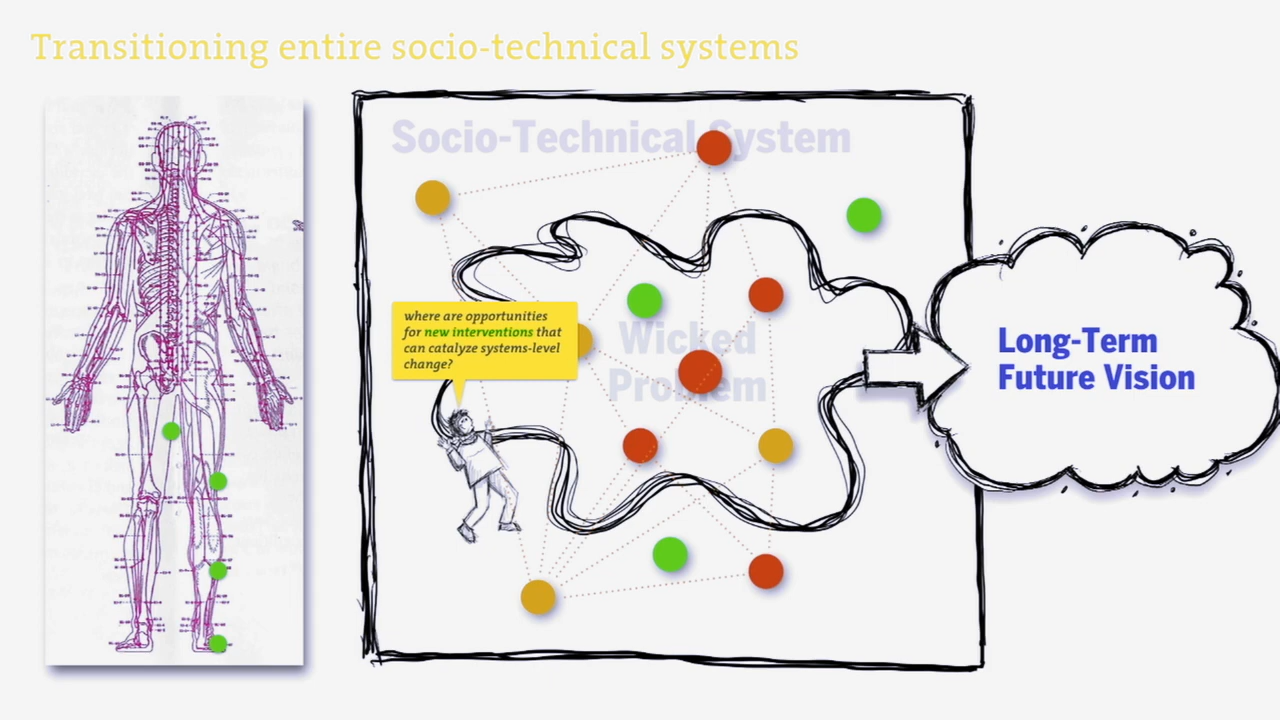 Transitioning entire socio-technical systems
Socio-Technical System
where are opportunities
for new interventions that
can catalyze systems-level
change?
Wicked
Problem
Long-Term
Future Vision